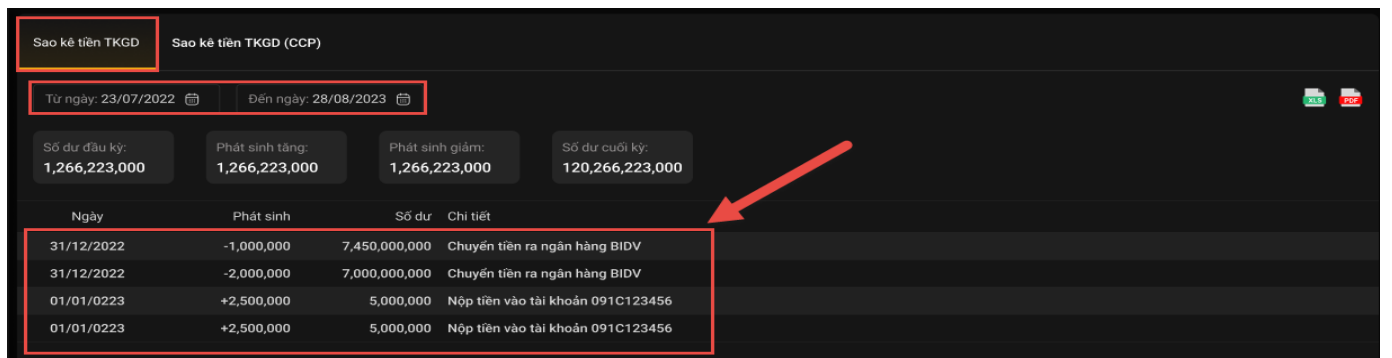 Sao kê tiền TKGD Sao kê tiền TKGD (CCP)
Từ ngày: 23/07/2022 Đến ngày: 28/08/2023 XLS PDF
Số dư đầu kỳ: Phát sinh tăng: Phát sinh giảm: Số dư cuối kỳ:
1,266,223,000 1,266,223,000 1,266,223,000 120,266,223,000
Ngày Phát sinh Số dư Chi tiết
31/12/2022 -1,000,000 7,450,000,000 Chuyển tiền ra ngân hàng BIDV
31/12/2022 -2,000,000 7,000,000,000 Chuyển tiền ra ngân hàng BIDV
01/01/0223 +2,500,000 5,000,000 Nộp tiền vào tài khoản 091C123456
01/01/0223 +2,500,000 5,000,000 Nộp tiền vào tài khoản 091C123456